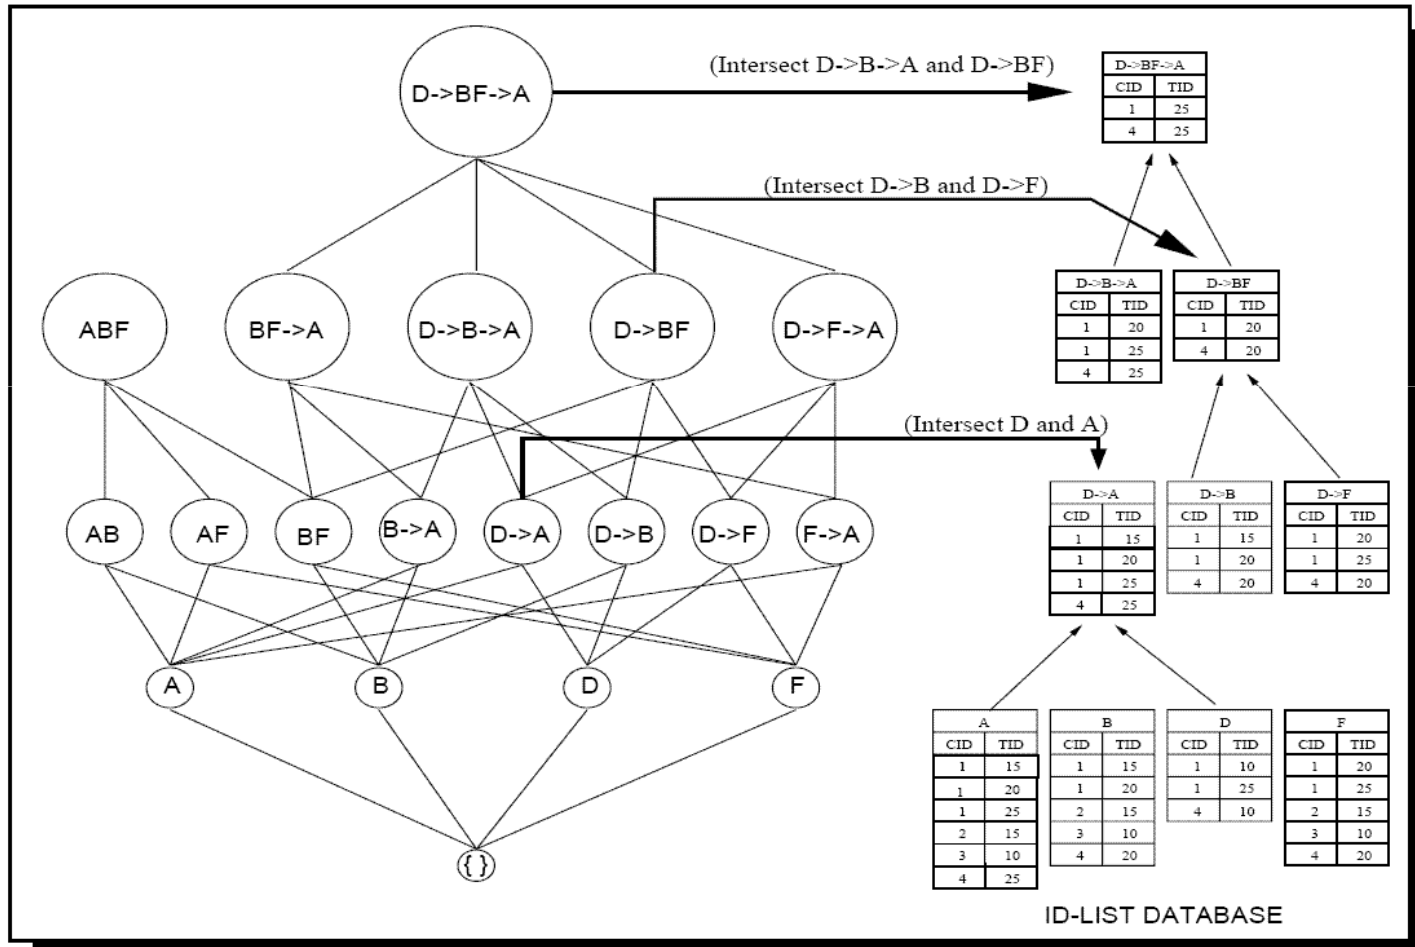 (Intersect D->B->A and D->BF)
D->BF->A
D->BF->A
CID TID
1 25
4 25
(Intersect D->B and D->F)
ABF BF->A D->B->A D->BF D->F->A
D->B->A
CID TID
1 20
1 25
4 25
D->BF
CID TID
1 20
4 20
(Intersect D and A)
AB AF BF B->A D->A D->B D->F F->A
D->A
CID TID
1 15
1 20
1 25
4 25
D->B
CID TID
1 15
1 20
4 20
D->F
CID TID
1 20
1 25
4 20
A B D F
A
CID TID
1 15
1 20
1 25
2 15
3 10
4 25
B
CID TID
1 15
1 20
2 15
3 10
4 20
D
CID TID
1 10
1 25
4 10
F
CID TID
1 20
1 25
2 15
3 10
4 20
{ }
ID-LIST DATABASE